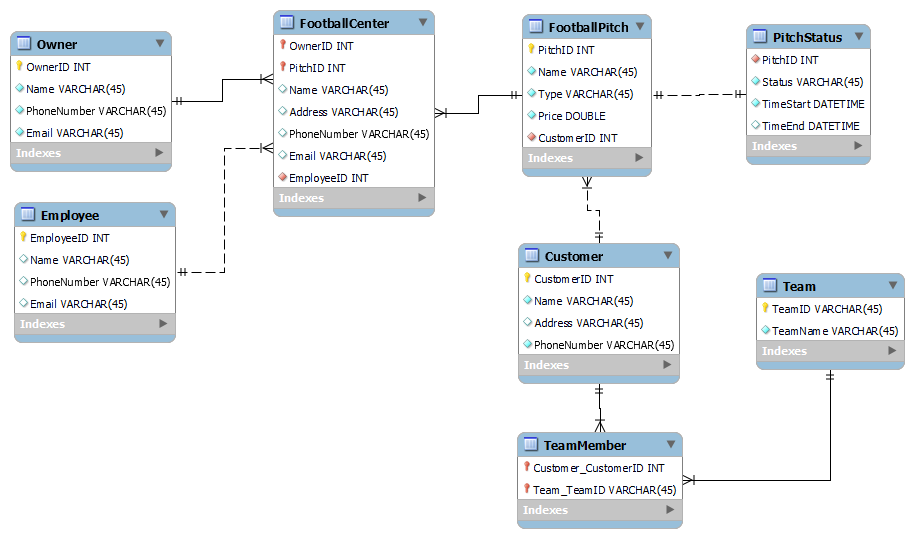 Owner
OwnerID INT
Name VARCHAR(45)
PhoneNumber VARCHAR(45)
Email VARCHAR(45)
Indexes
FootballCenter
OwnerID INT
PitchID INT
Name VARCHAR(45)
Address VARCHAR(45)
PhoneNumber VARCHAR(45)
Email VARCHAR(45)
EmployeeID INT
Indexes
FootballPitch
PitchID INT
Name VARCHAR(45)
Type VARCHAR(45)
Price DOUBLE
CustomerID INT
Indexes
PitchStatus
PitchID INT
Status VARCHAR(45)
TimeStart DATETIME
TimeEnd DATETIME
Indexes
Employee
EmployeeID INT
Name VARCHAR(45)
PhoneNumber VARCHAR(45)
Email VARCHAR(45)
Indexes
Customer
CustomerID INT
Name VARCHAR(45)
Address VARCHAR(45)
PhoneNumber VARCHAR(45)
Indexes
Team
TeamID VARCHAR(45)
TeamName VARCHAR(45)
Indexes
TeamMember
Customer_CustomerID INT
Team_TeamID VARCHAR(45)
Indexes